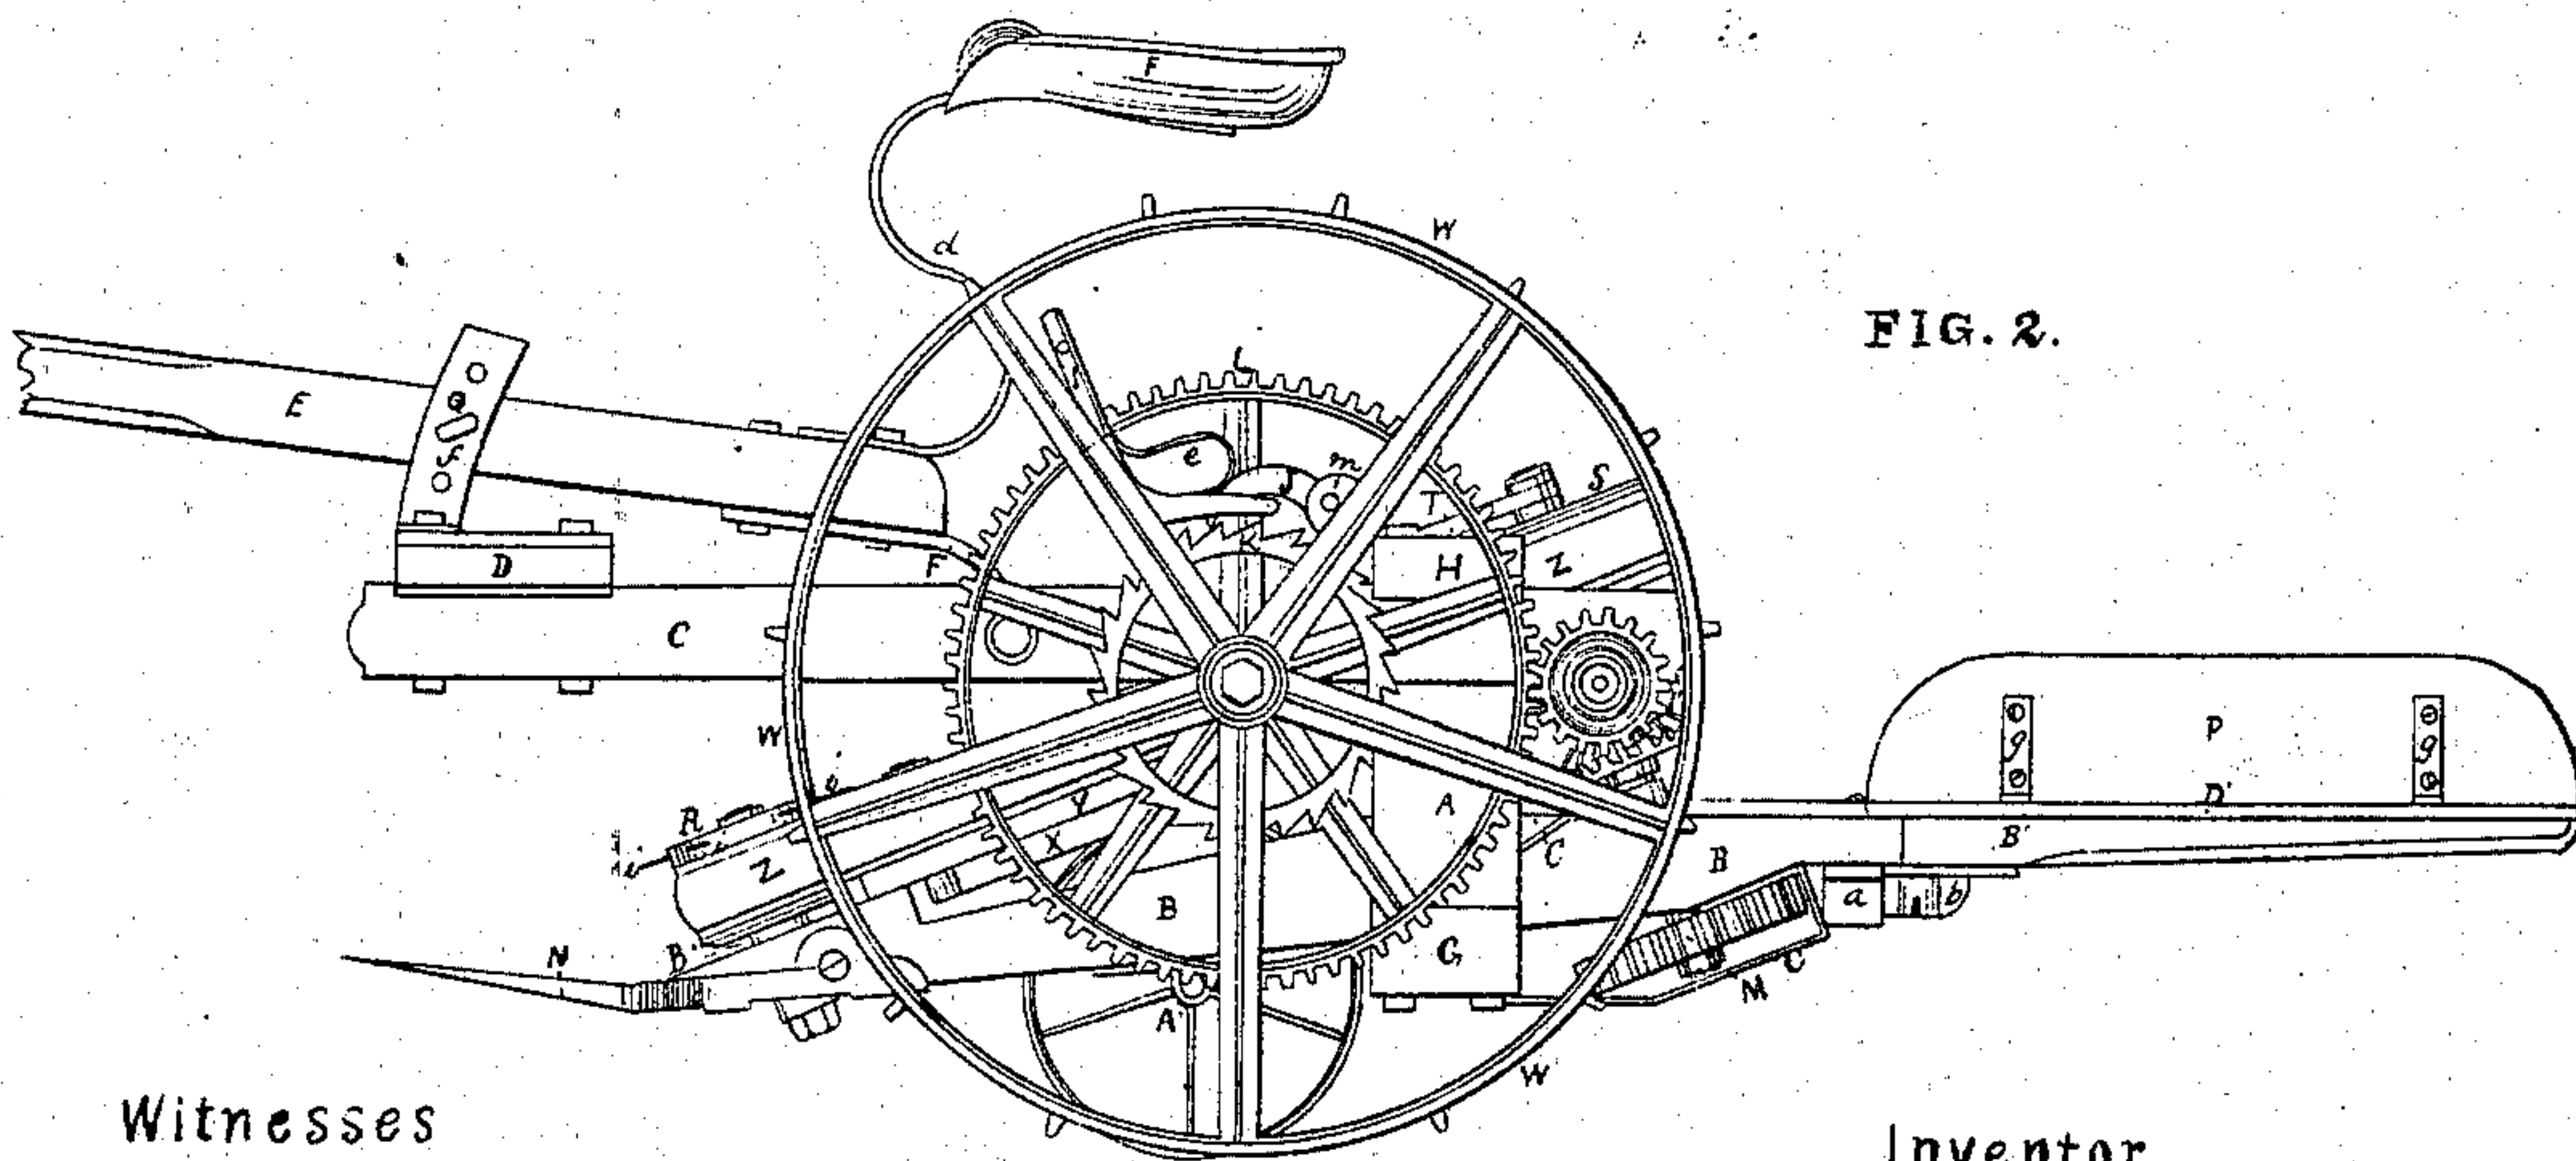 F
W
d
FIG. 2.
L
E
e
m
f
S
T
K
F
H
Z
D
C
W
P
g
g
D'
R
Y
A
X
Z
C
B
B'
i
B
a
b
N
B'
G
C
M
A'
W
Witnesses
Inventor